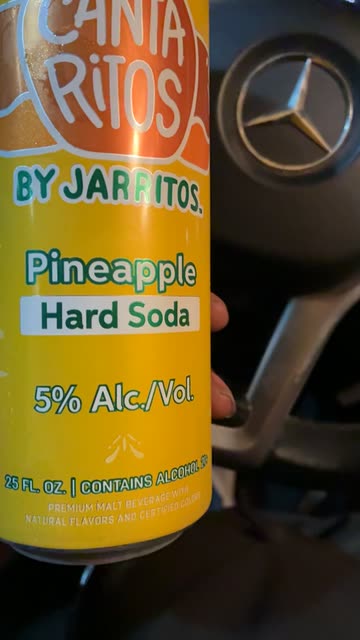 CANTA
RiTOS
BY JARRITOS.
Pineapple
Hard Soda
5% Alc./Vol.
25 FL. OZ. | CONTAINS ALCOHOL
PREMIUM MALT BEVERAGE WITH
NATURAL FLAVORS AND CERTIFIED COLORS